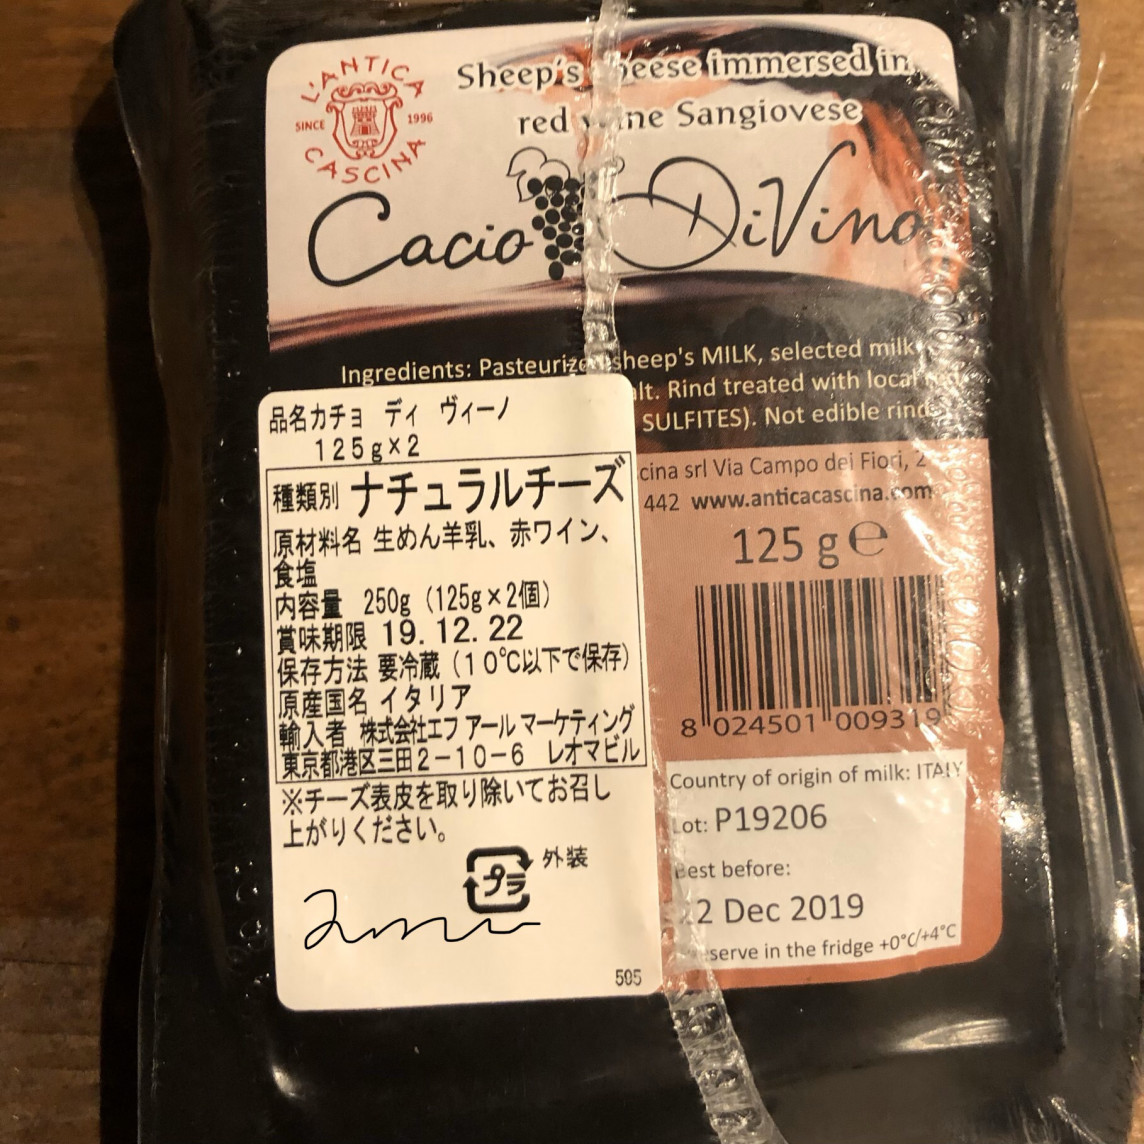 L'ANTICA
CASCINA
SINCE 1996
Sheep's cheese immersed in
red wine Sangiovese
Cacio DiVino
Ingredients: Pasteurized sheep's MILK, selected milk
lt. Rind treated with local
SULFITES). Not edible rind
cina srl Via Campo dei Fiori, 2
442 www.anticacascina.com
125 g ℮
8 024501 009319
Country of origin of milk: ITALY
Lot: P19206
Best before:
22 Dec 2019
Preserve in the fridge +0°C/+4°C
品名カチョ ディ ヴィーノ
125g×2
種類別 ナチュラルチーズ
原材料名 生めん羊乳、赤ワイン、
食塩
内容量 250g (125g×2個)
賞味期限 19.12.22
保存方法 要冷蔵 (10℃以下で保存)
原産国名 イタリア
輸入者 株式会社エフ アール マーケティング
東京都港区三田2-10-6 レオマビル
※チーズ表皮を取り除いてお召し
上がりください。
プラ 外装
505